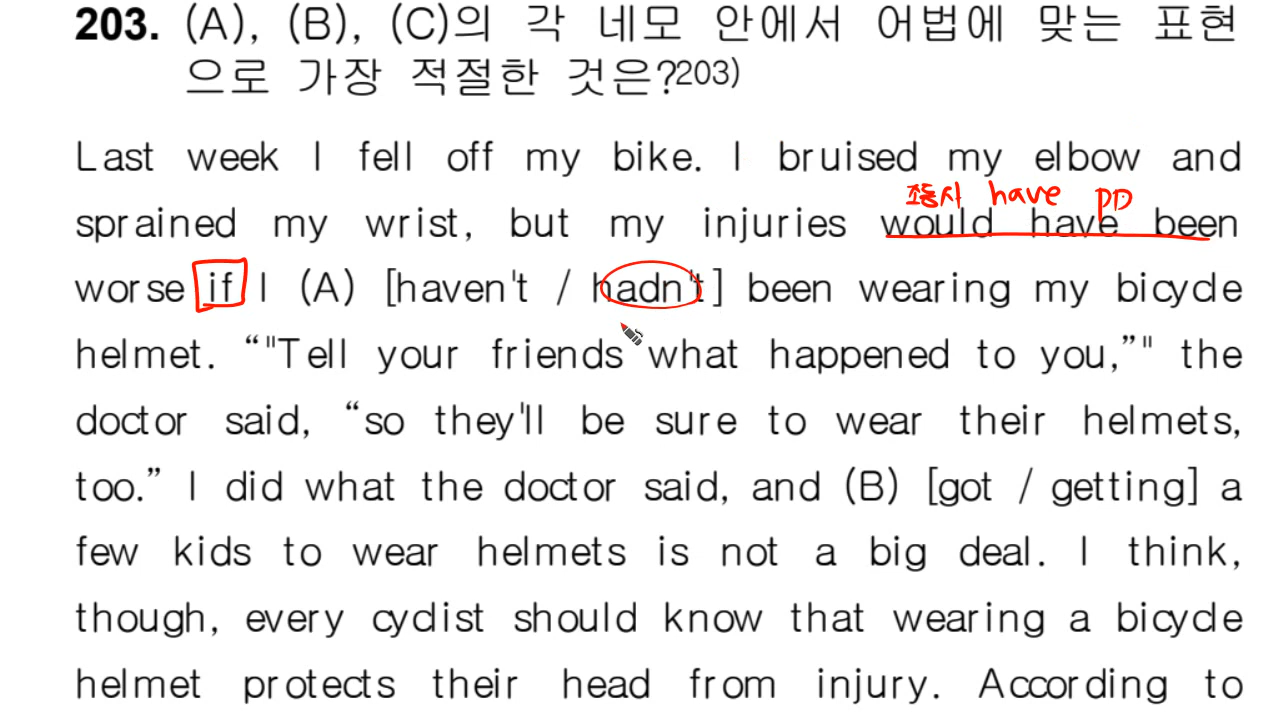 203. (A), (B), (C)의 각 네모 안에서 어법에 맞는 표현
으로 가장 적절한 것은?203)
Last week I fell off my bike. I bruised my elbow and
조동사 have pp
sprained my wrist, but my injuries would have been
worse if I (A) [haven't / hadn't] been wearing my bicycle
helmet. “"Tell your friends what happened to you,”" the
doctor said, “so they'll be sure to wear their helmets,
too.” I did what the doctor said, and (B) [got / getting] a
few kids to wear helmets is not a big deal. I think,
though, every cyclist should know that wearing a bicycle
helmet protects their head from injury. According to